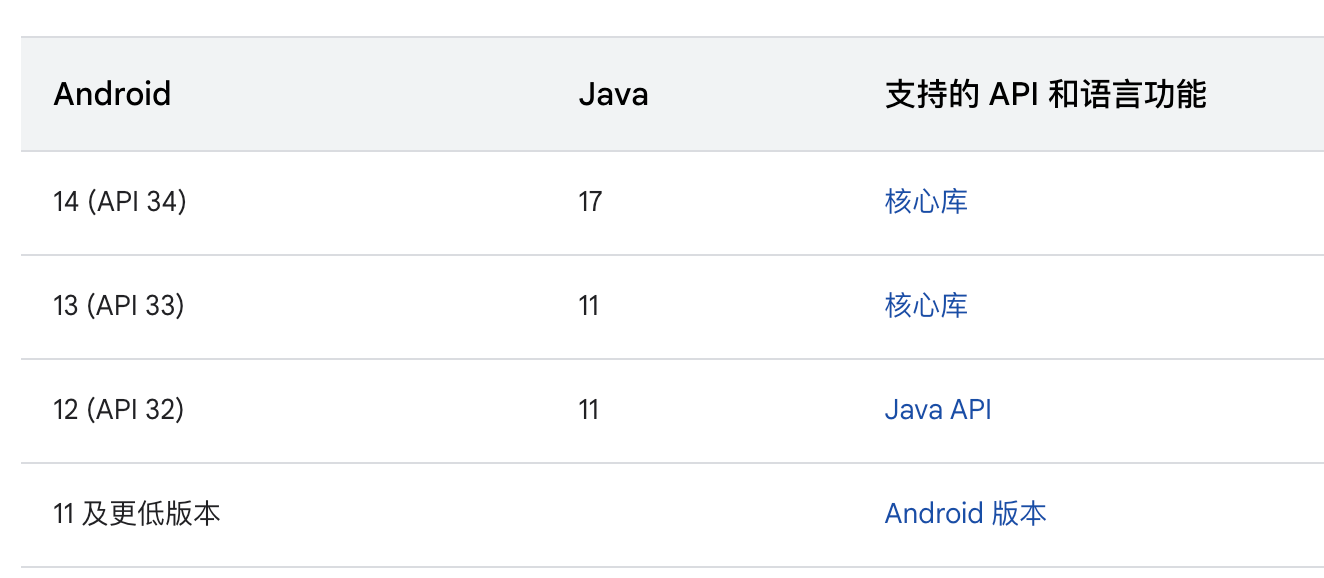 Android Java 支持的 API 和语言功能
14 (API 34) 17 核心库
13 (API 33) 11 核心库
12 (API 32) 11 Java API
11 及更低版本 Android 版本